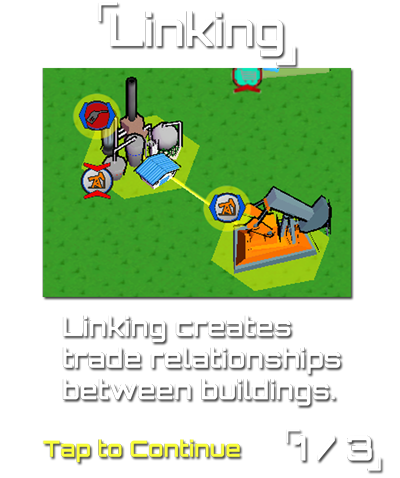 Linking
Linking creates
trade relationships
between buildings.
Tap to Continue
1 / 3